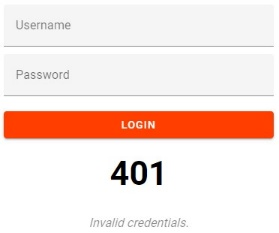 Username
Password
LOGIN
401
Invalid credentials.